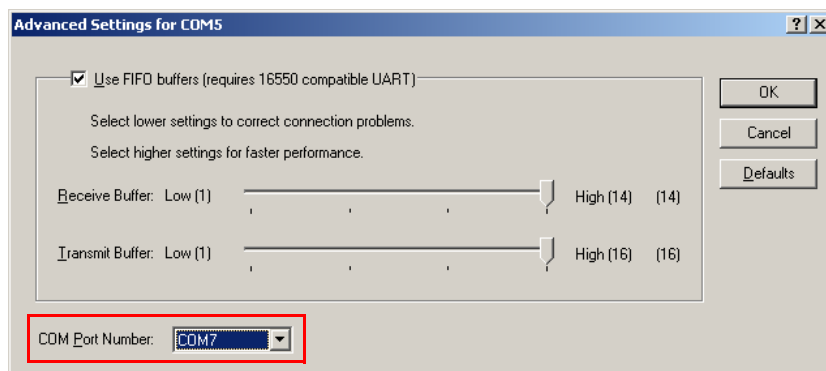 Advanced Settings for COM5
Use FIFO buffers (requires 16550 compatible UART)
OK
Select lower settings to correct connection problems.
Cancel
Select higher settings for faster performance.
Defaults
Receive Buffer: Low (1) High (14) (14)
Transmit Buffer: Low (1) High (16) (16)
COM Port Number: COM7